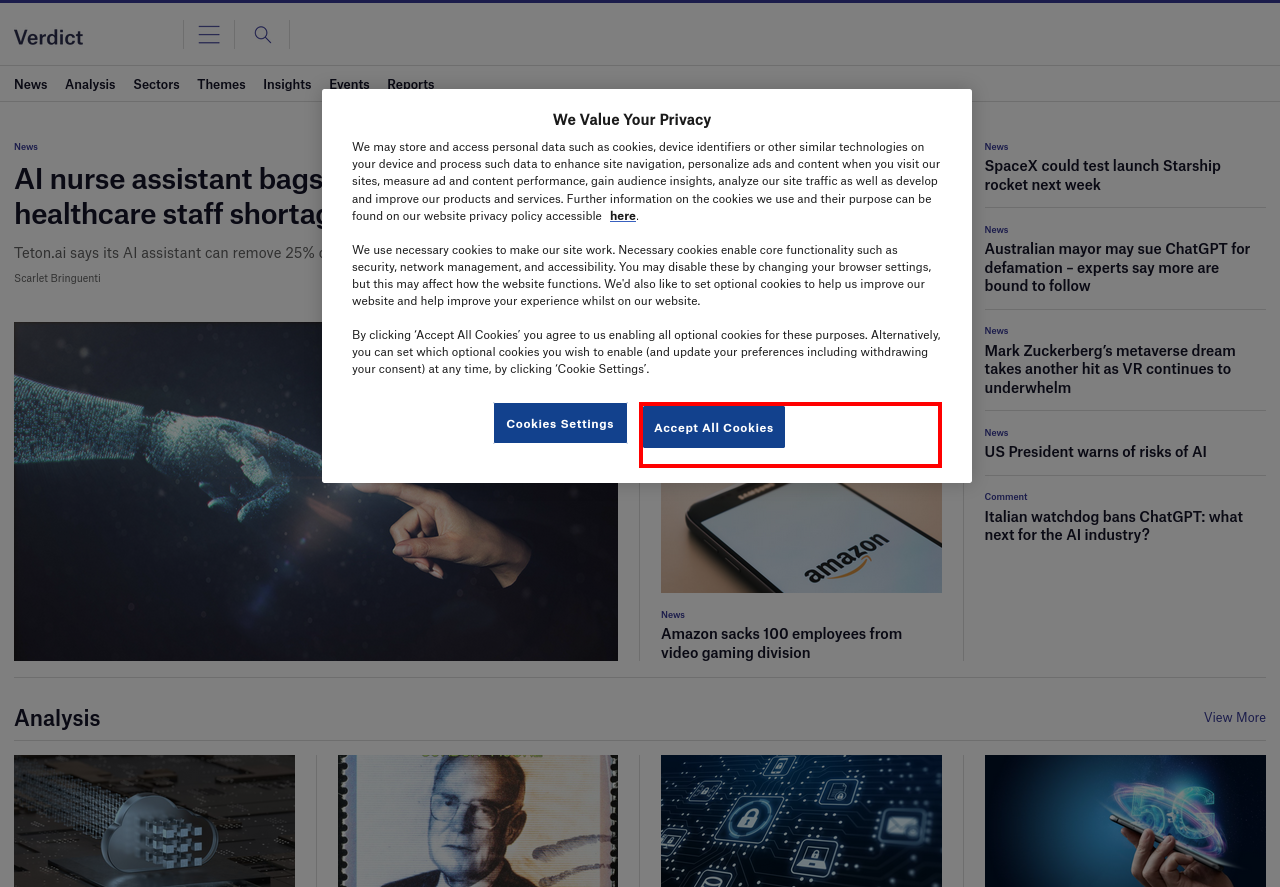 Verdict
News Analysis Sectors Themes Insights Events Reports
News
AI nurse assistant bags
healthcare staff shortag
Teton.ai says its AI assistant can remove 25%
Scarlet Bringuenti
We Value Your Privacy
We may store and access personal data such as cookies, device identifiers or other similar technologies on
your device and process such data to enhance site navigation, personalize ads and content when you visit our
sites, measure ad and content performance, gain audience insights, analyze our site traffic as well as develop
and improve our products and services. Further information on the cookies we use and their purpose can be
found on our website privacy policy accessible here.
We use necessary cookies to make our site work. Necessary cookies enable core functionality such as
security, network management, and accessibility. You may disable these by changing your browser settings,
but this may affect how the website functions. We'd also like to set optional cookies to help us improve our
website and help improve your experience whilst on our website.
By clicking ‘Accept All Cookies’ you agree to us enabling all optional cookies for these purposes. Alternatively,
you can set which optional cookies you wish to enable (and update your preferences including withdrawing
your consent) at any time, by clicking ‘Cookie Settings’.
Cookies Settings
Accept All Cookies
SAMSUNG
amazon
News
Amazon sacks 100 employees from
video gaming division
News
SpaceX could test launch Starship
rocket next week
News
Australian mayor may sue ChatGPT for
defamation – experts say more are
bound to follow
News
Mark Zuckerberg’s metaverse dream
takes another hit as VR continues to
underwhelm
News
US President warns of risks of AI
Comment
Italian watchdog bans ChatGPT: what
next for the AI industry?
Analysis
View More
5G